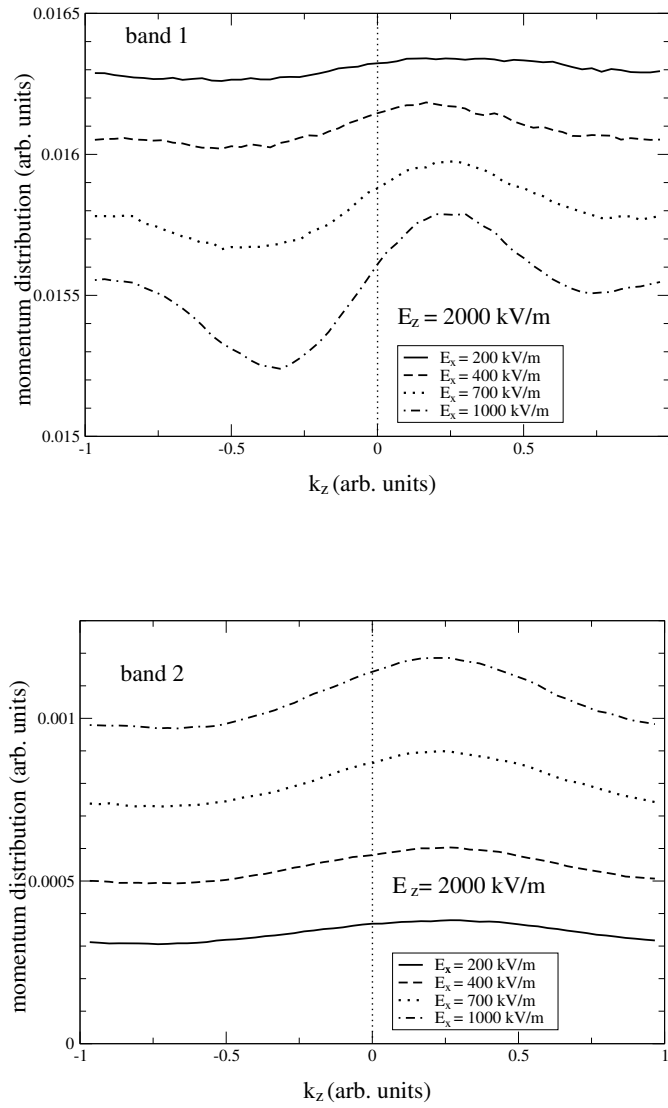 0.0165
band 1
0.016
0.0155
0.015
momentum distribution (arb. units)
E_z = 2000 kV/m
E_x = 200 kV/m
E_x = 400 kV/m
E_x = 700 kV/m
E_x = 1000 kV/m
-1
-0.5
0
0.5
k_z (arb. units)
band 2
0.001
0.0005
0
momentum distribution (arb. units)
E_z = 2000 kV/m
E_x = 200 kV/m
E_x = 400 kV/m
E_x = 700 kV/m
E_x = 1000 kV/m
-1
-0.5
0
0.5
1
k_z (arb. units)